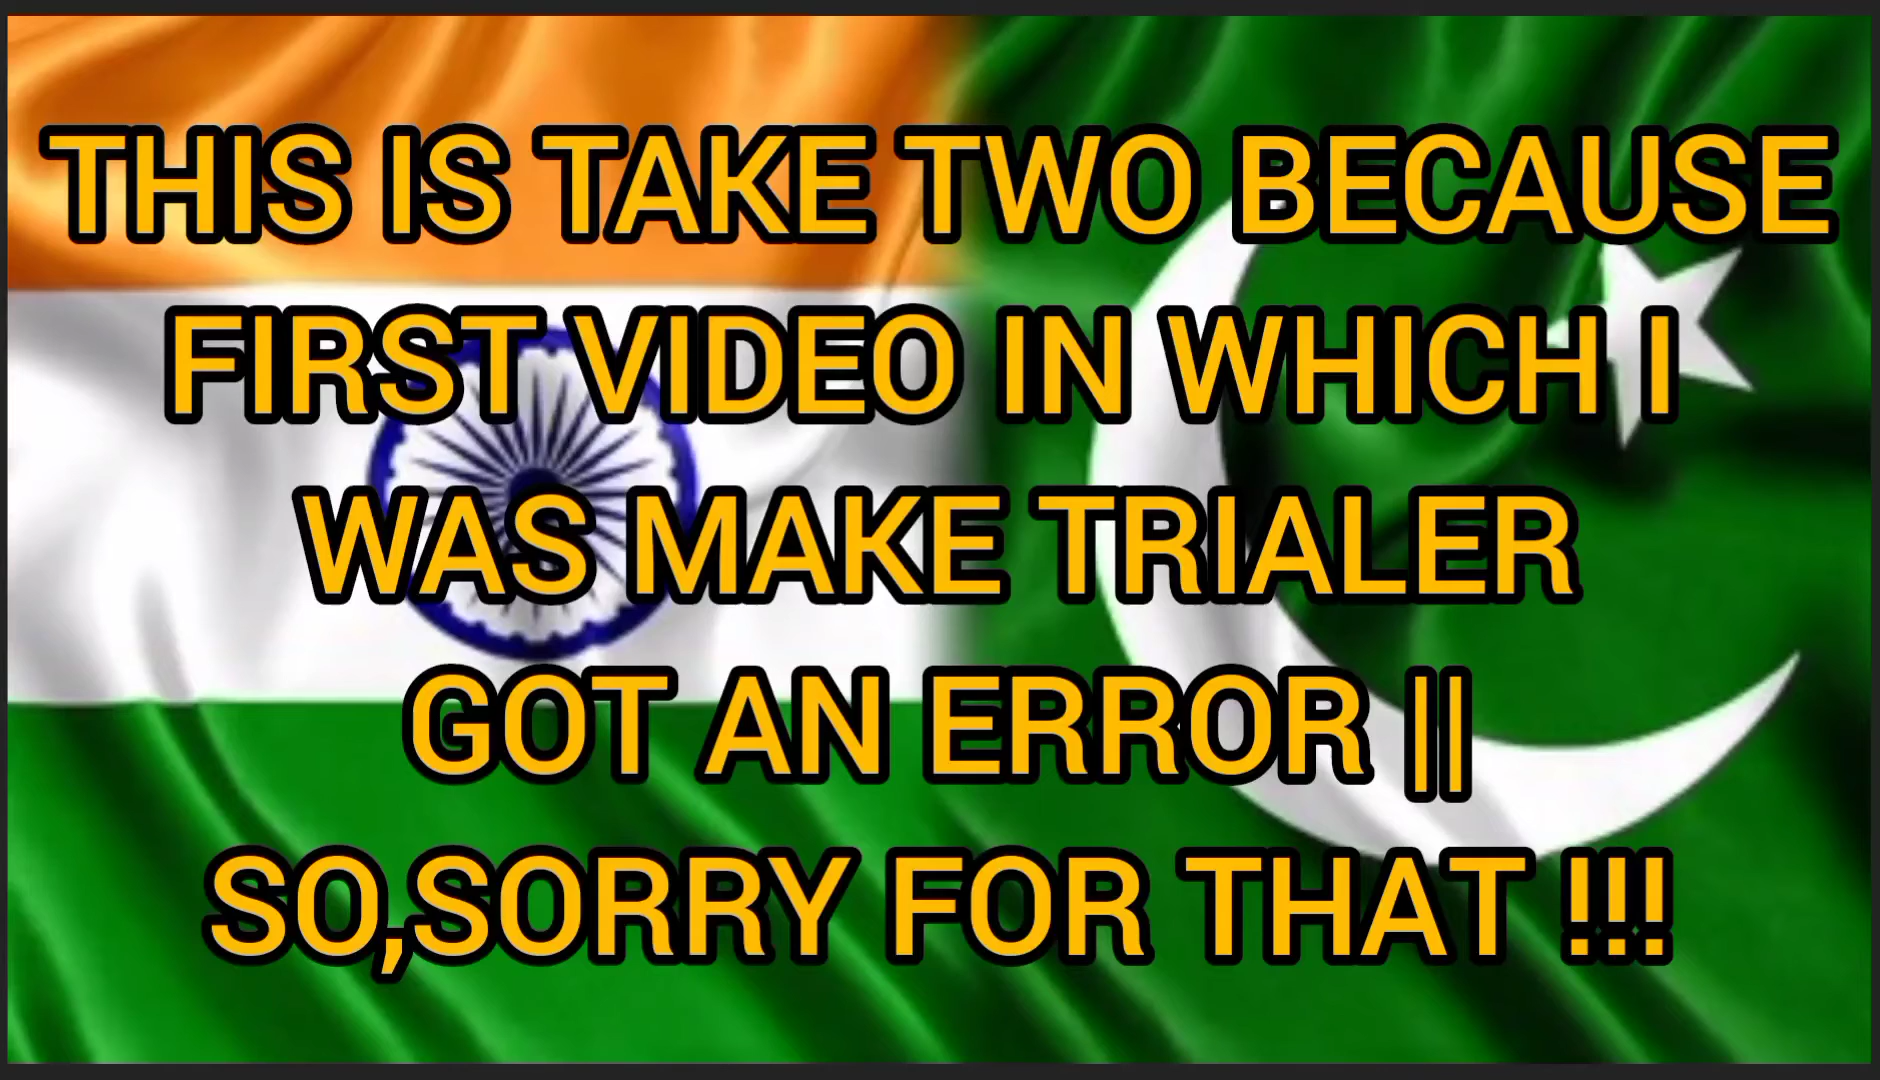 THIS IS TAKE TWO BECAUSE
FIRST VIDEO IN WHICH I
WAS MAKE TRIALER
GOT AN ERROR ||
SO,SORRY FOR THAT !!!